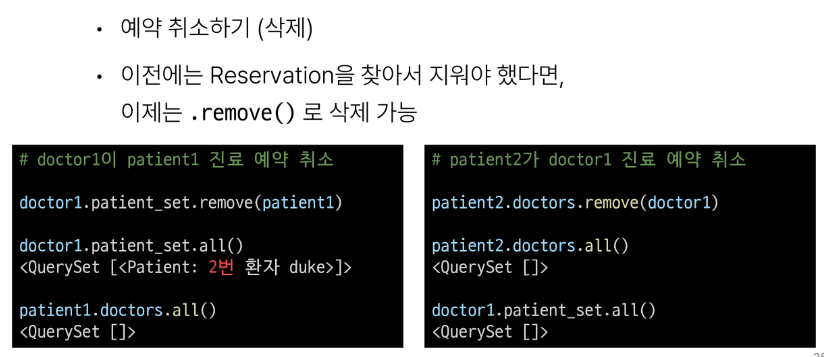 • 예약 취소하기 (삭제)
• 이전에는 Reservation을 찾아서 지워야 했다면,
이제는 .remove() 로 삭제 가능
# doctor1이 patient1 진료 예약 취소
doctor1.patient_set.remove(patient1)
doctor1.patient_set.all()
<QuerySet [<Patient: 2번 환자 duke>]>
patient1.doctors.all()
<QuerySet []>
# patient2가 doctor1 진료 예약 취소
patient2.doctors.remove(doctor1)
patient2.doctors.all()
<QuerySet []>
doctor1.patient_set.all()
<QuerySet []>